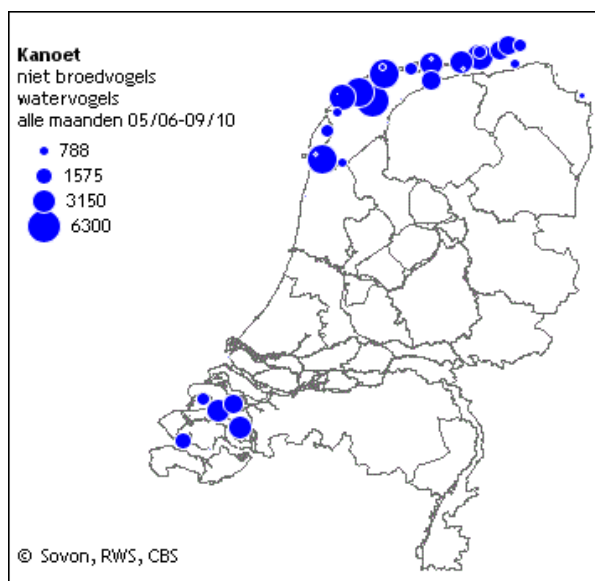 Kanoet
niet broedvogels
watervogels
alle maanden 05/06-09/10
788
1575
3150
6300
© Sovon, RWS, CBS